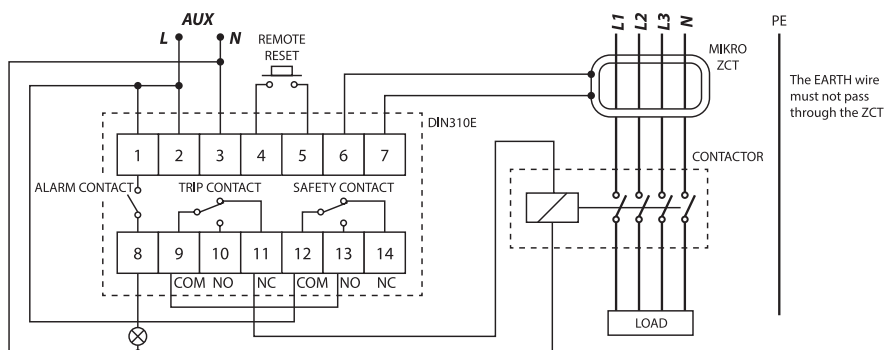 AUX
L N
REMOTE
RESET
L1 L2 L3 N
PE
MIKRO
ZCT
The EARTH wire
must not pass
through the ZCT
DIN310E
1 2 3 4 5 6 7
CONTACTOR
ALARM CONTACT
TRIP CONTACT
SAFETY CONTACT
8 9 10 11 12 13 14
COM NO NC COM NO NC
LOAD